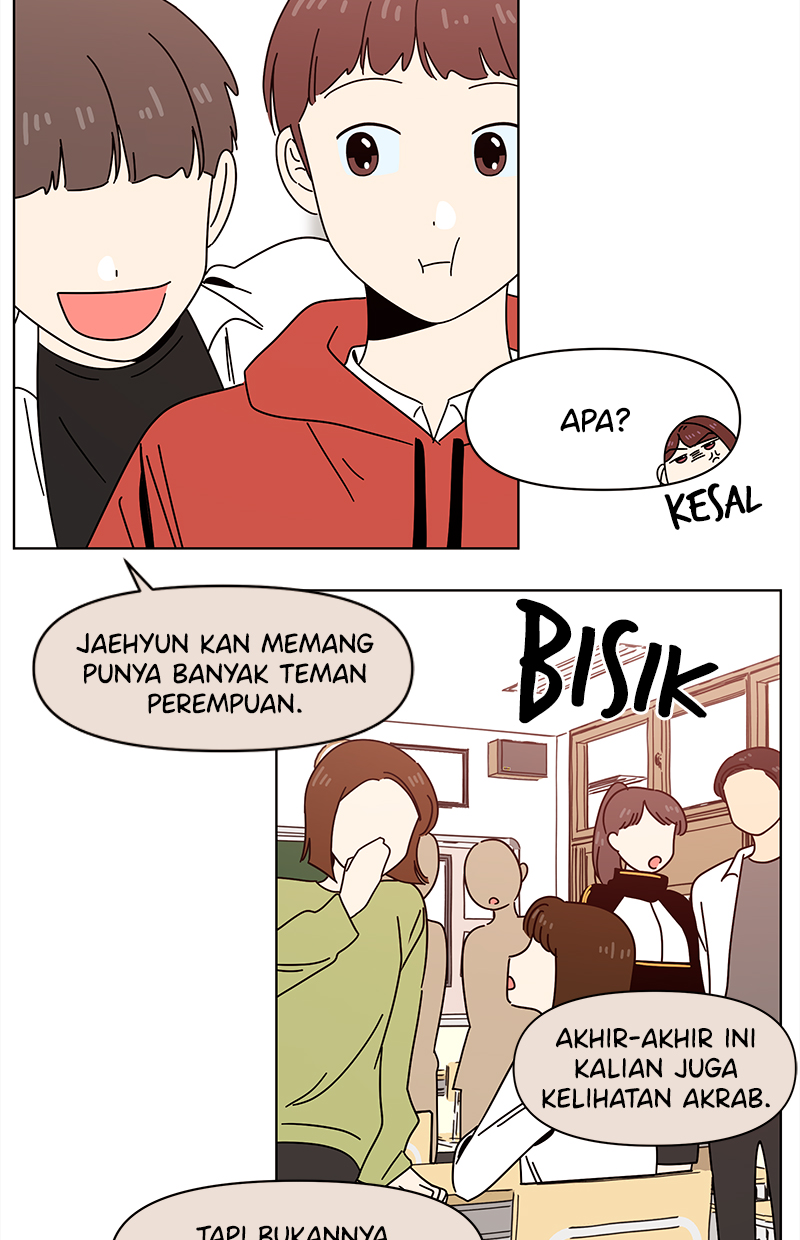 APA?
KESAL
JAEHYUN KAN MEMANG
PUNYA BANYAK TEMAN
PEREMPUAN.
BISIK
AKHIR-AKHIR INI
KALIAN JUGA
KELIHATAN AKRAB.
TAPI BUKANNYA